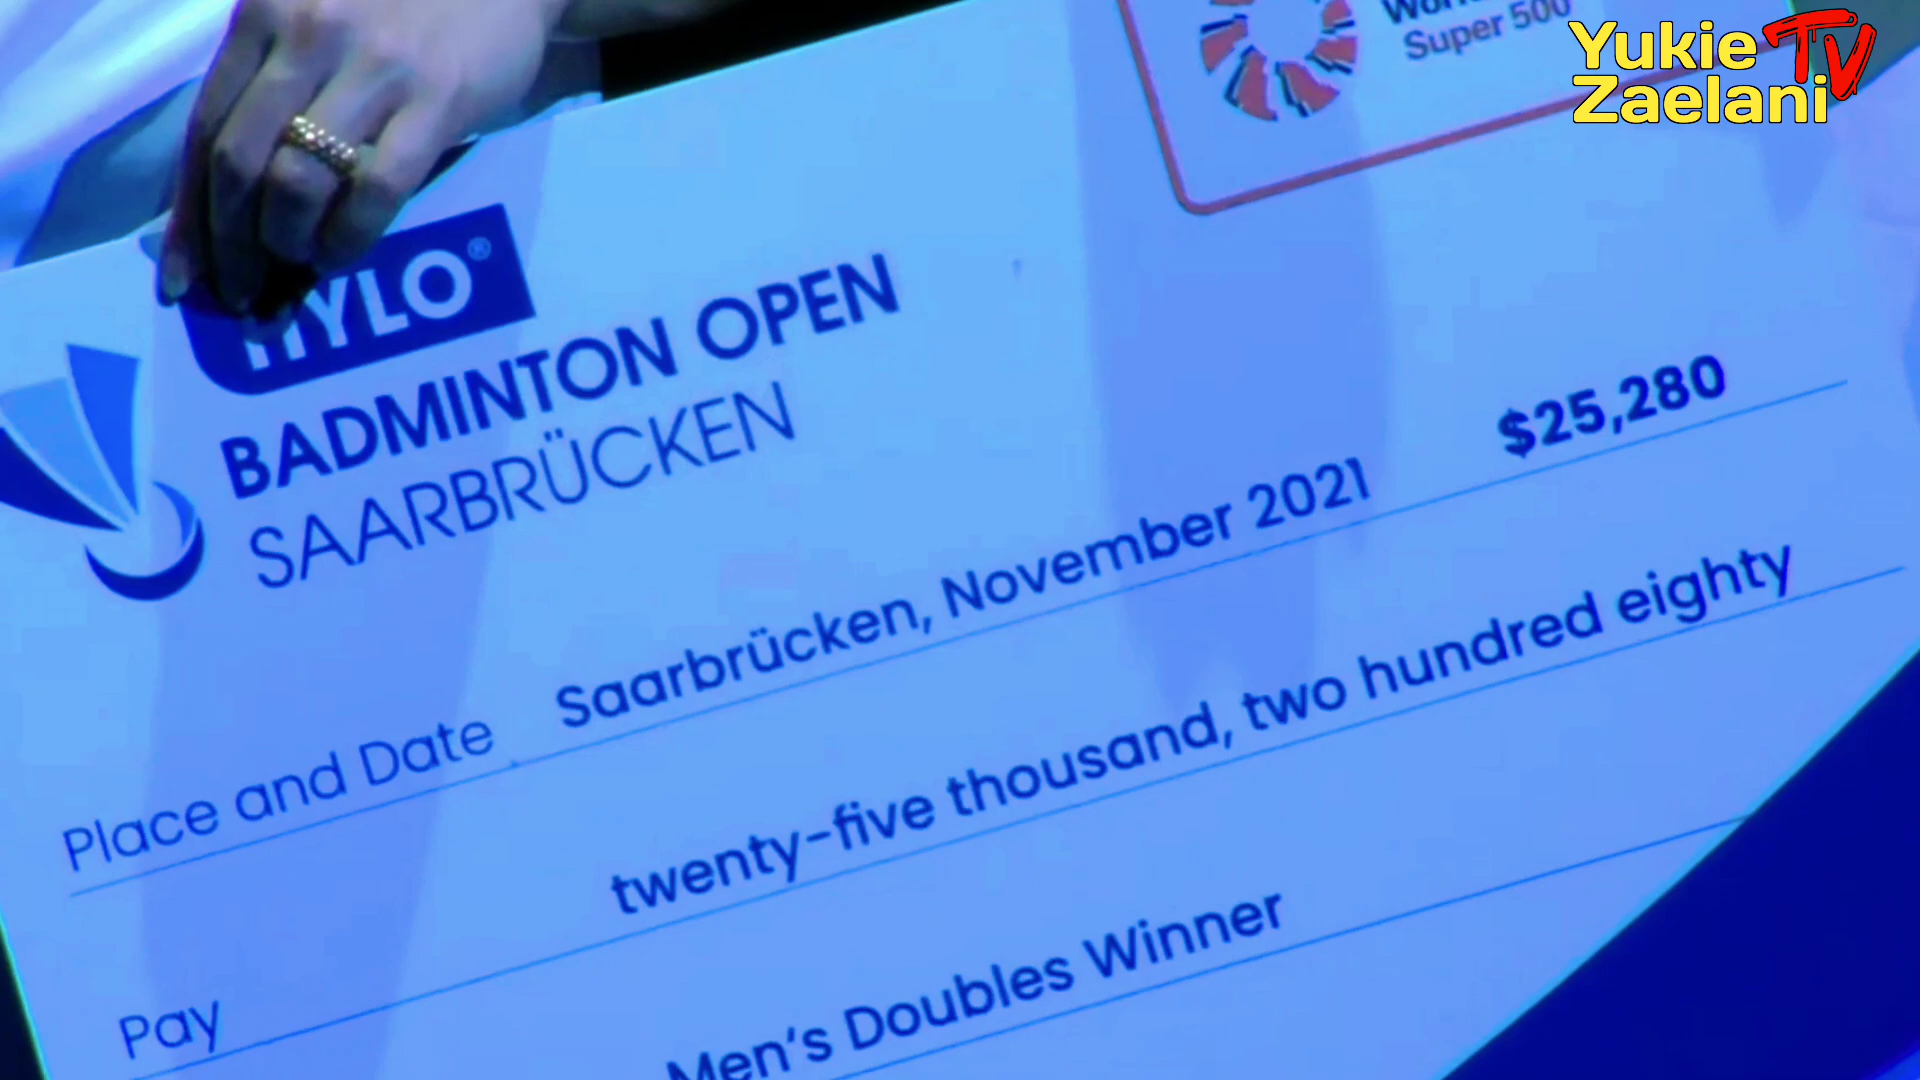 Super 500
Yukie TV
Zaelani
HYLO®
BADMINTON OPEN
SAARBRÜCKEN
$25,280
Place and Date Saarbrücken, November 2021
twenty-five thousand, two hundred eighty
Pay
Men's Doubles Winner